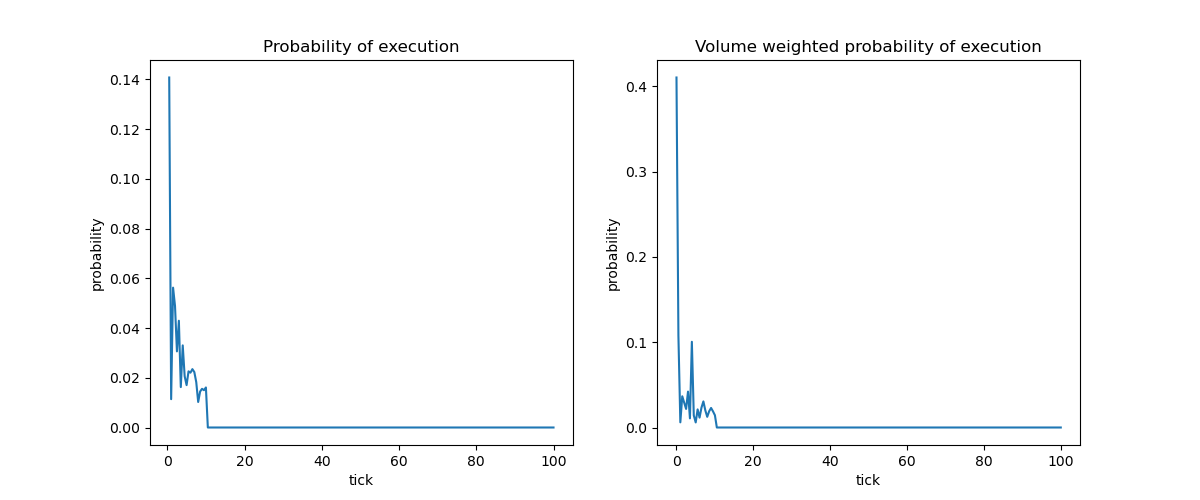 Probability of execution
probability
0.14
0.12
0.10
0.08
0.06
0.04
0.02
0.00
0 20 40 60 80 100
tick
Volume weighted probability of execution
probability
0.4
0.3
0.2
0.1
0.0
0 20 40 60 80 100
tick